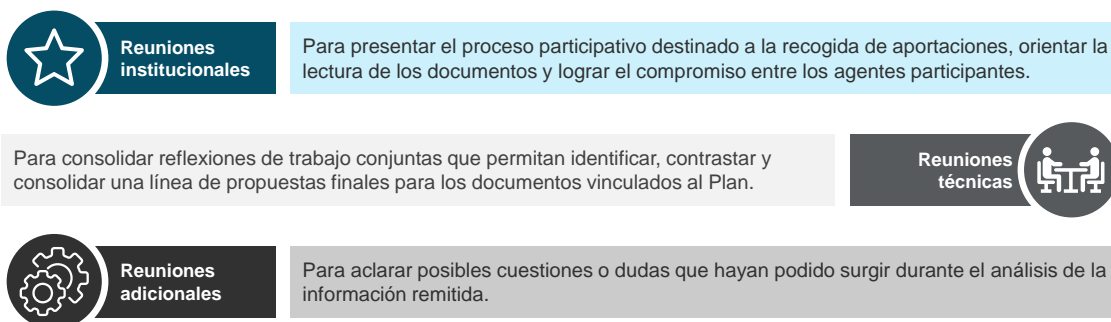 Reuniones
institucionales
Para presentar el proceso participativo destinado a la recogida de aportaciones, orientar la
lectura de los documentos y lograr el compromiso entre los agentes participantes.
Para consolidar reflexiones de trabajo conjuntas que permitan identificar, contrastar y
consolidar una línea de propuestas finales para los documentos vinculados al Plan.
Reuniones
técnicas
Reuniones
adicionales
Para aclarar posibles cuestiones o dudas que hayan podido surgir durante el análisis de la
información remitida.